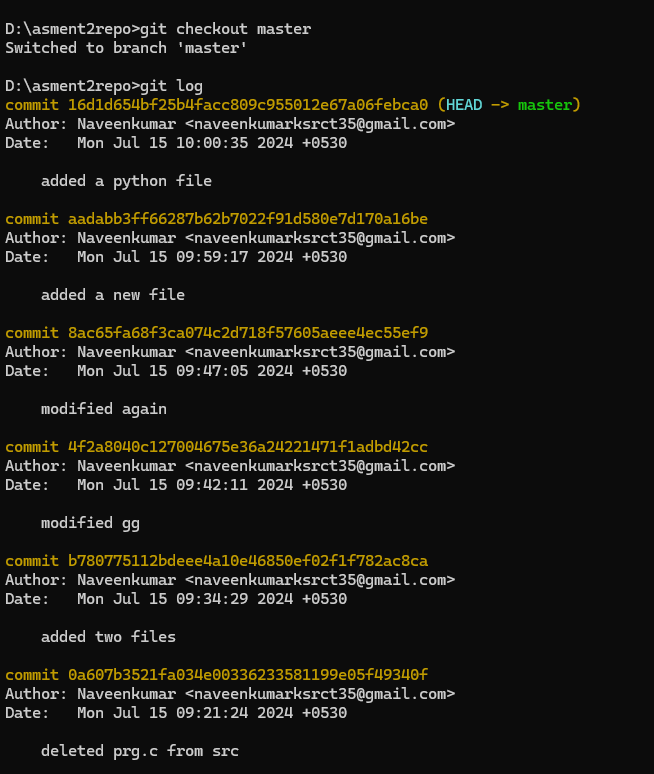 D:\asment2repo>git checkout master
Switched to branch 'master'
D:\asment2repo>git log
commit 16d1d654bf25b4facc809c955012e67a06febca0 (HEAD -> master)
Author: Naveenkumar <naveenkumarksrct35@gmail.com>
Date:   Mon Jul 15 10:00:35 2024 +0530
    added a python file
commit aadabb3ff66287b62b7022f91d580e7d170a16be
Author: Naveenkumar <naveenkumarksrct35@gmail.com>
Date:   Mon Jul 15 09:59:17 2024 +0530
    added a new file
commit 8ac65fa68f3ca074c2d718f57605aeee4ec55ef9
Author: Naveenkumar <naveenkumarksrct35@gmail.com>
Date:   Mon Jul 15 09:47:05 2024 +0530
    modified again
commit 4f2a8040c127004675e36a24221471f1adbd42cc
Author: Naveenkumar <naveenkumarksrct35@gmail.com>
Date:   Mon Jul 15 09:42:11 2024 +0530
    modified gg
commit b780775112bdeee4a10e46850ef02f1f782ac8ca
Author: Naveenkumar <naveenkumarksrct35@gmail.com>
Date:   Mon Jul 15 09:34:29 2024 +0530
    added two files
commit 0a607b3521fa034e00336233581199e05f49340f
Author: Naveenkumar <naveenkumarksrct35@gmail.com>
Date:   Mon Jul 15 09:21:24 2024 +0530
    deleted prg.c from src